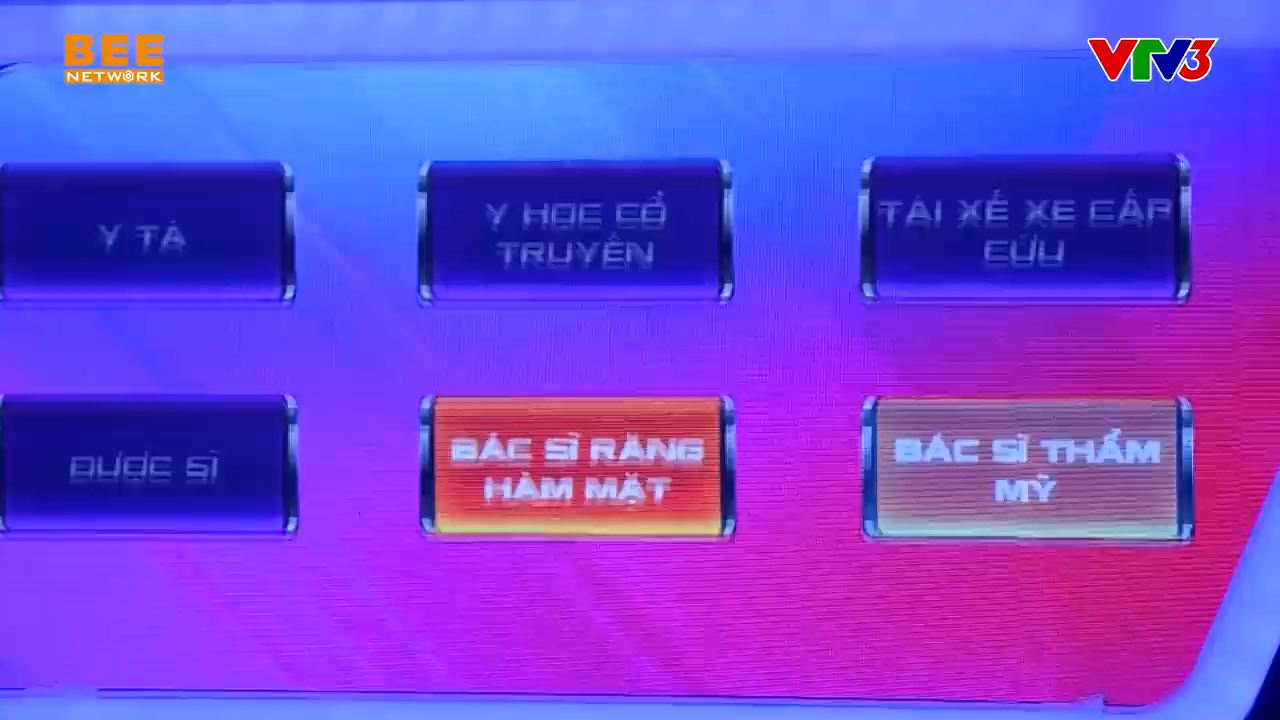 BEE
NETWORK
VTV3
Y TÁ
Y HỌC CỔ
TRUYỀN
TÀI XẾ XE CẤP
CỨU
DƯỢC SĨ
BÁC SĨ RĂNG
HÀM MẶT
BÁC SĨ THẨM
MỸ